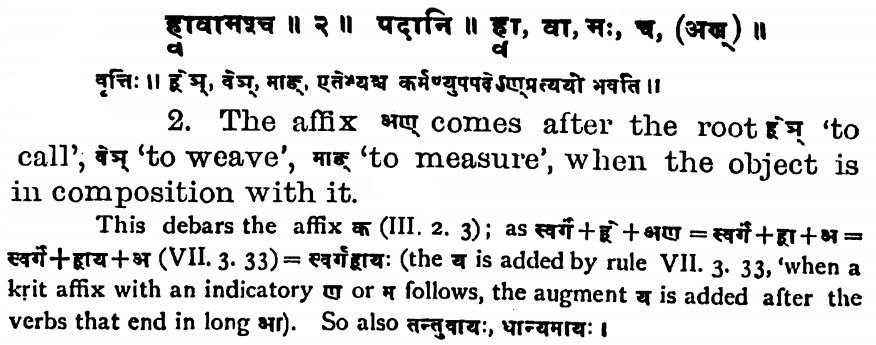 ह्वावामश्च ॥ २ ॥ पदानि ॥ ह्वा, वा, मः, च, (अण्) ॥
वृत्तिः ॥ ह्वेञ्, वेञ्, माङ्, एतेभ्यश्च कर्मण्युपपदेऽण्प्रत्ययो भवति ॥
2. The affix अण् comes after the root ह्वेञ् ‘to
call’, वेञ् ‘to weave’, माङ् ‘to measure’, when the object is
in composition with it.
This debars the affix क (III. 2. 3); as स्वर्ग+ह्वे+अण=स्वर्ग+ह्वा+अ=
स्वर्ग+ह्वाय+अ (VII. 3. 33)=स्वर्गह्वायः (the य is added by rule VII. 3. 33, ‘when a
kṛit affix with an indicatory ण or म follows, the augment य is added after the
verbs that end in long आ). So also तन्तुवायः, धान्यमायः ।